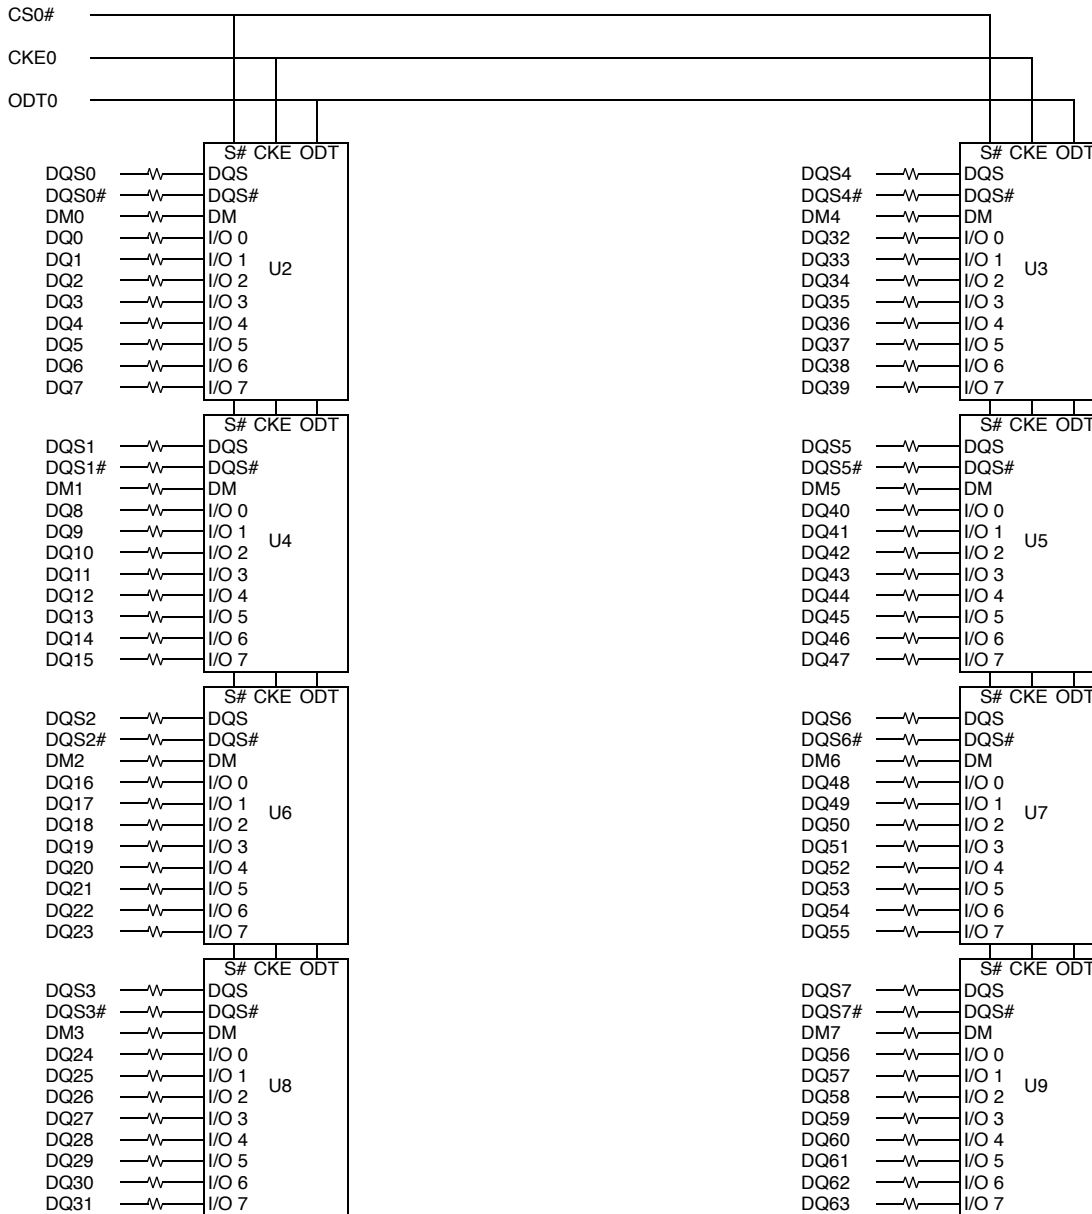 CS0#
CKE0
ODT0
S# CKE ODT
DQS0 DQS
DQS0# DQS#
DM0 DM
DQ0 I/O 0
DQ1 I/O 1
DQ2 I/O 2
DQ3 I/O 3
DQ4 I/O 4
DQ5 I/O 5
DQ6 I/O 6
DQ7 I/O 7
U2
S# CKE ODT
DQS4 DQS
DQS4# DQS#
DM4 DM
DQ32 I/O 0
DQ33 I/O 1
DQ34 I/O 2
DQ35 I/O 3
DQ36 I/O 4
DQ37 I/O 5
DQ38 I/O 6
DQ39 I/O 7
U3
S# CKE ODT
DQS1 DQS
DQS1# DQS#
DM1 DM
DQ8 I/O 0
DQ9 I/O 1
DQ10 I/O 2
DQ11 I/O 3
DQ12 I/O 4
DQ13 I/O 5
DQ14 I/O 6
DQ15 I/O 7
U4
S# CKE ODT
DQS5 DQS
DQS5# DQS#
DM5 DM
DQ40 I/O 0
DQ41 I/O 1
DQ42 I/O 2
DQ43 I/O 3
DQ44 I/O 4
DQ45 I/O 5
DQ46 I/O 6
DQ47 I/O 7
U5
S# CKE ODT
DQS2 DQS
DQS2# DQS#
DM2 DM
DQ16 I/O 0
DQ17 I/O 1
DQ18 I/O 2
DQ19 I/O 3
DQ20 I/O 4
DQ21 I/O 5
DQ22 I/O 6
DQ23 I/O 7
U6
S# CKE ODT
DQS6 DQS
DQS6# DQS#
DM6 DM
DQ48 I/O 0
DQ49 I/O 1
DQ50 I/O 2
DQ51 I/O 3
DQ52 I/O 4
DQ53 I/O 5
DQ54 I/O 6
DQ55 I/O 7
U7
S# CKE ODT
DQS3 DQS
DQS3# DQS#
DM3 DM
DQ24 I/O 0
DQ25 I/O 1
DQ26 I/O 2
DQ27 I/O 3
DQ28 I/O 4
DQ29 I/O 5
DQ30 I/O 6
DQ31 I/O 7
U8
S# CKE ODT
DQS7 DQS
DQS7# DQS#
DM7 DM
DQ56 I/O 0
DQ57 I/O 1
DQ58 I/O 2
DQ59 I/O 3
DQ60 I/O 4
DQ61 I/O 5
DQ62 I/O 6
DQ63 I/O 7
U9